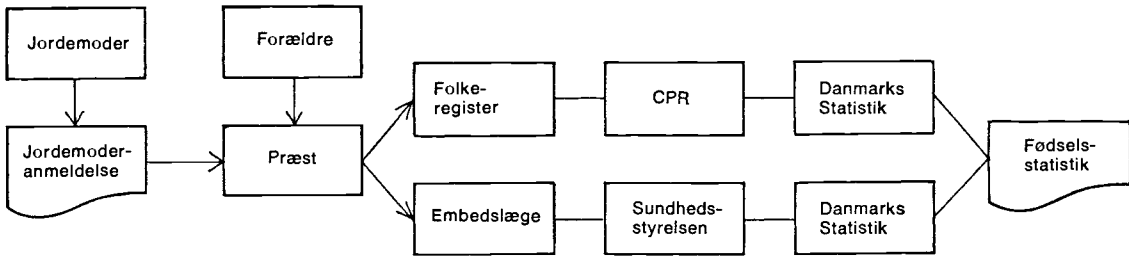 Jordemoder
Forældre
Jordemoder-
anmeldelse
Præst
Folke-
register
CPR
Danmarks
Statistik
Embedslæge
Sundheds-
styrelsen
Danmarks
Statistik
Fødsels-
statistik